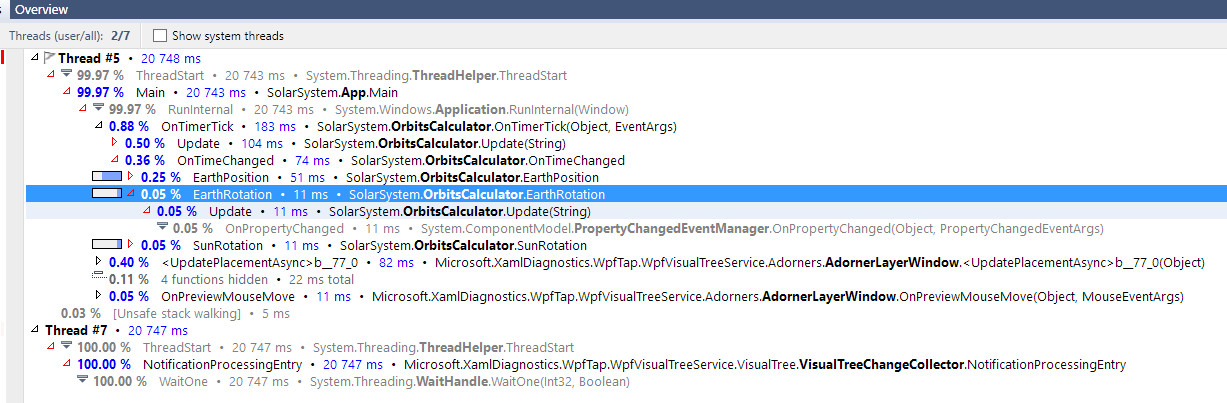 Overview
Threads (user/all): 2/7 Show system threads
Thread #5 • 20 748 ms
99.97 % ThreadStart • 20 743 ms • System.Threading.ThreadHelper.ThreadStart
99.97 % Main • 20 743 ms • SolarSystem.App.Main
99.97 % RunInternal • 20 743 ms • System.Windows.Application.RunInternal(Window)
0.88 % OnTimerTick • 183 ms • SolarSystem.OrbitsCalculator.OnTimerTick(Object, EventArgs)
0.50 % Update • 104 ms • SolarSystem.OrbitsCalculator.Update(String)
0.36 % OnTimeChanged • 74 ms • SolarSystem.OrbitsCalculator.OnTimeChanged
0.25 % EarthPosition • 51 ms • SolarSystem.OrbitsCalculator.EarthPosition
0.05 % EarthRotation • 11 ms • SolarSystem.OrbitsCalculator.EarthRotation
0.05 % Update • 11 ms • SolarSystem.OrbitsCalculator.Update(String)
0.05 % OnPropertyChanged • 11 ms • System.ComponentModel.PropertyChangedEventManager.OnPropertyChanged(Object, PropertyChangedEventArgs)
0.05 % SunRotation • 11 ms • SolarSystem.OrbitsCalculator.SunRotation
0.40 % <UpdatePlacementAsync>b__77_0 • 82 ms • Microsoft.XamlDiagnostics.WpfTap.WpfVisualTreeService.Adorners.AdornerLayerWindow.<UpdatePlacementAsync>b__77_0(Object)
0.11 % 4 functions hidden • 22 ms total
0.05 % OnPreviewMouseMove • 11 ms • Microsoft.XamlDiagnostics.WpfTap.WpfVisualTreeService.Adorners.AdornerLayerWindow.OnPreviewMouseMove(Object, MouseEventArgs)
0.03 % [Unsafe stack walking] • 5 ms
Thread #7 • 20 747 ms
100.00 % ThreadStart • 20 747 ms • System.Threading.ThreadHelper.ThreadStart
100.00 % NotificationProcessingEntry • 20 747 ms • Microsoft.XamlDiagnostics.WpfTap.WpfVisualTreeService.VisualTree.VisualTreeChangeCollector.NotificationProcessingEntry
100.00 % WaitOne • 20 747 ms • System.Threading.WaitHandle.WaitOne(Int32, Boolean)